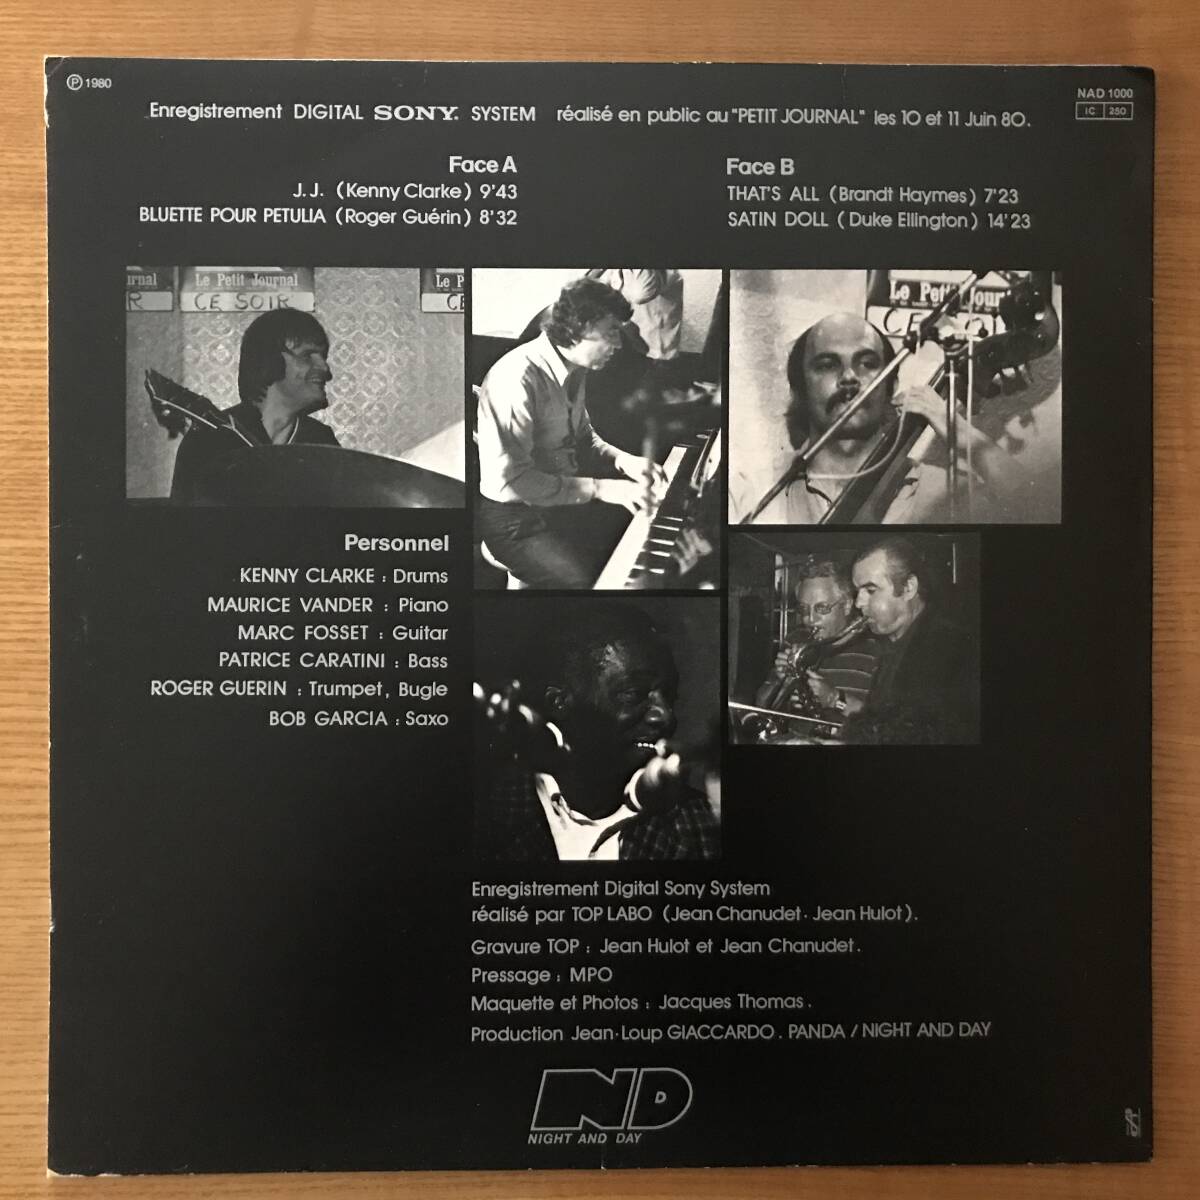 Ⓟ 1980
NAD 1000
IC 250
Enregistrement DIGITAL SONY. SYSTEM réalisé en public au "PETIT JOURNAL" les 10 et 11 Juin 80.
Face A
J.J. (Kenny Clarke) 9'43
BLUETTE POUR PETULIA (Roger Guérin) 8'32
Face B
THAT'S ALL (Brandt Haymes) 7'23
SATIN DOLL (Duke Ellington) 14'23
Le Petit Journal
CE SOIR
Le Petit Jour
Personnel
KENNY CLARKE : Drums
MAURICE VANDER : Piano
MARC FOSSET : Guitar
PATRICE CARATINI : Bass
ROGER GUERIN : Trumpet, Bugle
BOB GARCIA : Saxo
Enregistrement Digital Sony System
réalisé par TOP LABO (Jean Chanudet · Jean Hulot).
Gravure TOP : Jean Hulot et Jean Chanudet.
Pressage : MPO
Maquette et Photos : Jacques Thomas.
Production Jean-Loup GIACCARDO. PANDA / NIGHT AND DAY
ND
NIGHT AND DAY